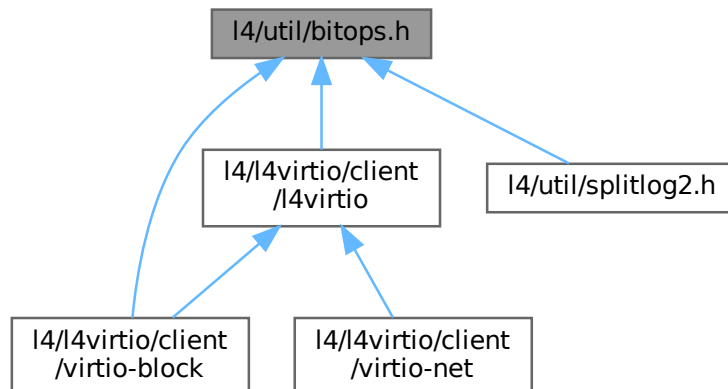 l4/util/bitops.h
l4/l4virtio/client
/l4virtio
l4/util/splitlog2.h
l4/l4virtio/client
/virtio-block
l4/l4virtio/client
/virtio-net